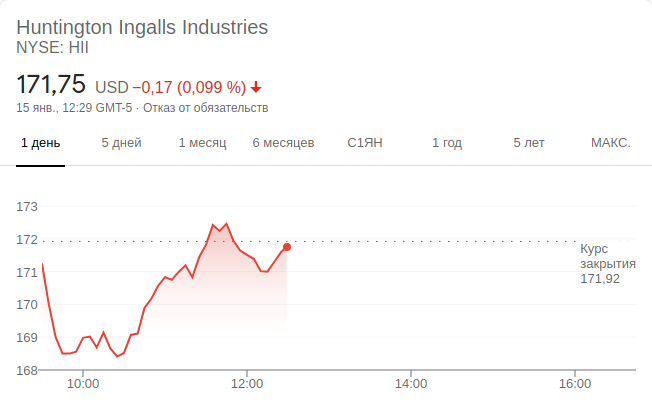 Huntington Ingalls Industries
NYSE: HII
171,75 USD −0,17 (0,099 %)
15 янв., 12:29 GMT-5 · Отказ от обязательств
1 день 5 дней 1 месяц 6 месяцев С1ЯН 1 год 5 лет МАКС.
173
172
171
170
169
168
Курс
закрытия
171,92
10:00 12:00 14:00 16:00